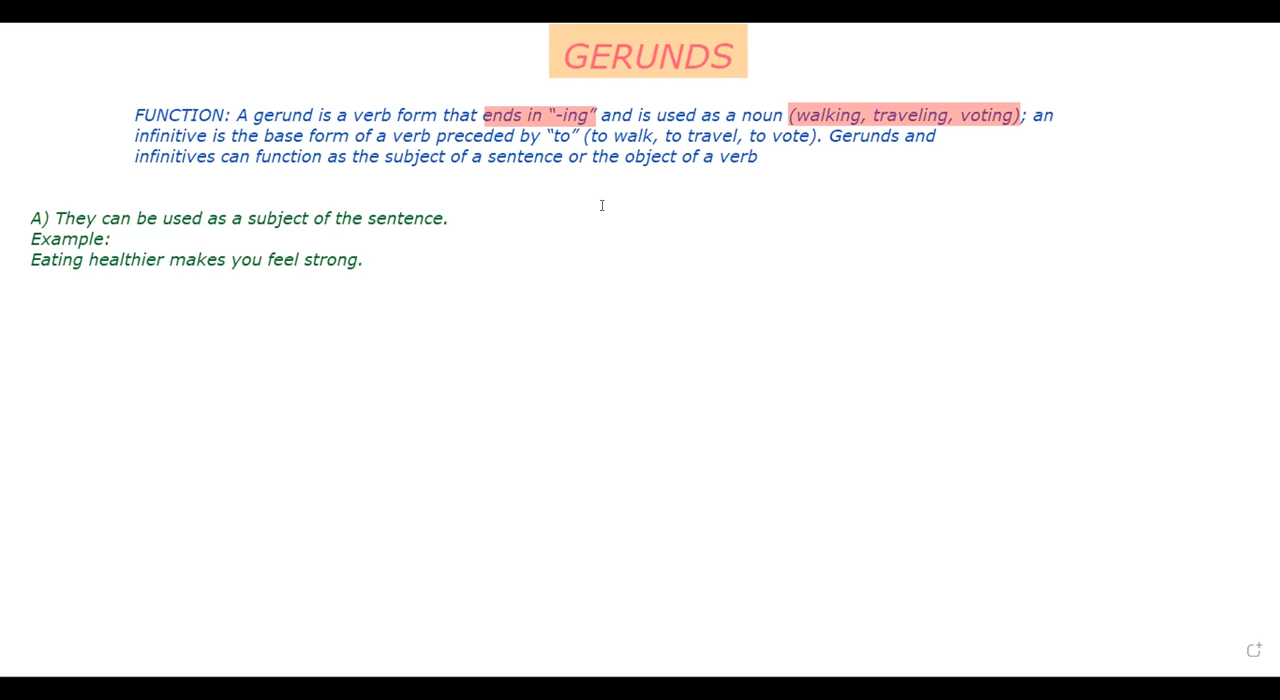 GERUNDS
FUNCTION: A gerund is a verb form that ends in “-ing” and is used as a noun (walking, traveling, voting); an
infinitive is the base form of a verb preceded by “to” (to walk, to travel, to vote). Gerunds and
infinitives can function as the subject of a sentence or the object of a verb
A) They can be used as a subject of the sentence.
Example:
Eating healthier makes you feel strong.